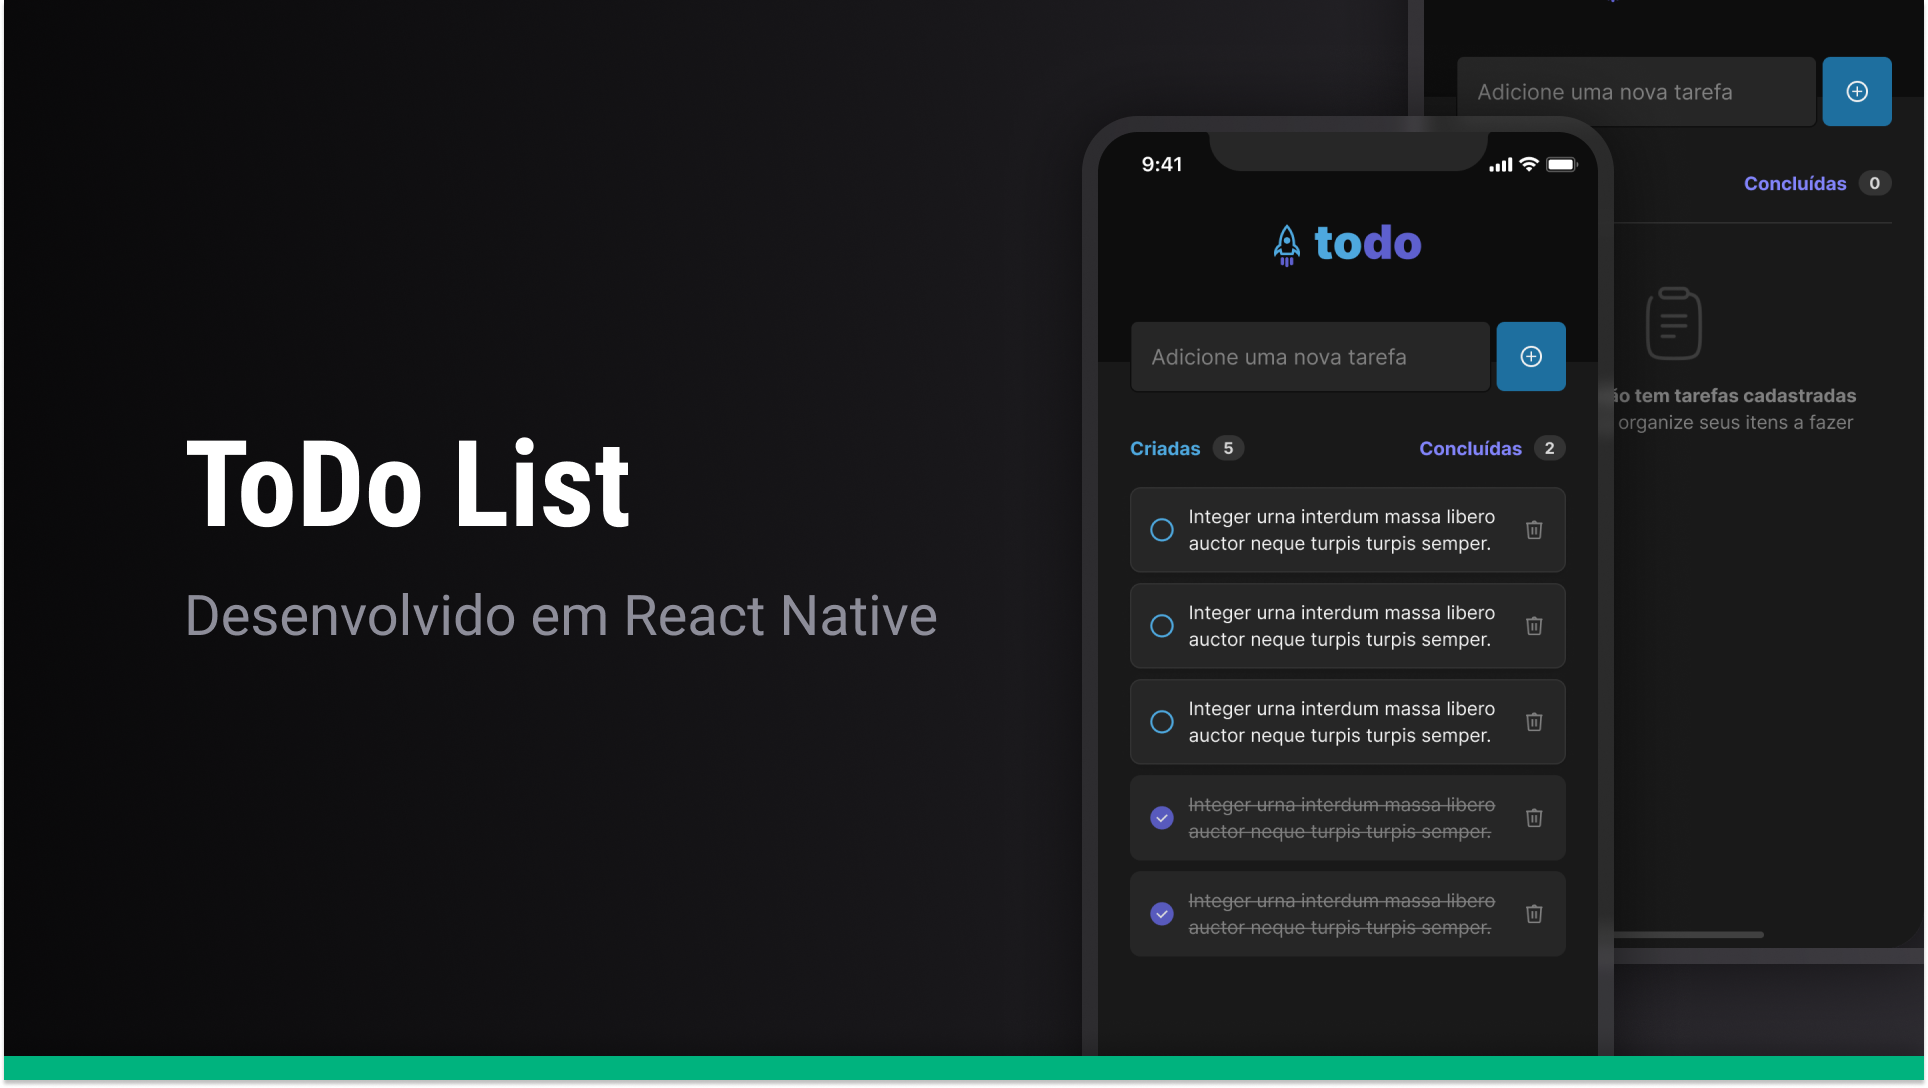 ToDo List
Desenvolvido em React Native
9:41
todo
Adicione uma nova tarefa
Criadas 5
Concluídas 2
Integer urna interdum massa libero
auctor neque turpis turpis semper.
Integer urna interdum massa libero
auctor neque turpis turpis semper.
Integer urna interdum massa libero
auctor neque turpis turpis semper.
Integer urna interdum massa libero
auctor neque turpis turpis semper.
Integer urna interdum massa libero
auctor neque turpis turpis semper.
Adicione uma nova tarefa
Concluídas 0
tem tarefas cadastradas
organize seus itens a fazer